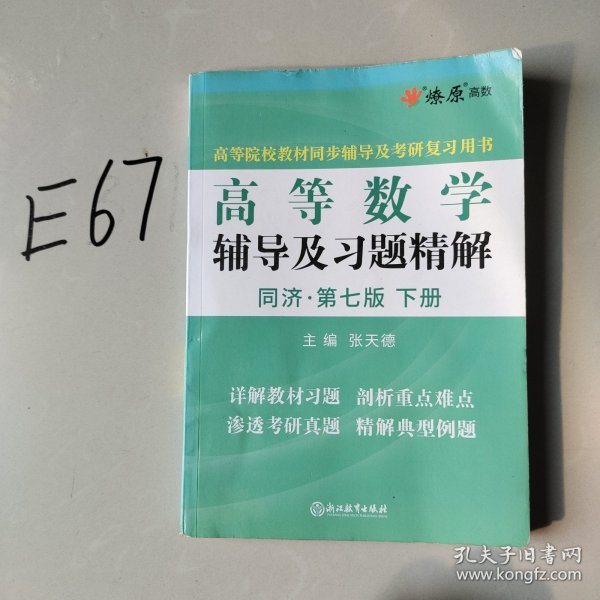 E67
燎原®高数
高等院校教材同步辅导及考研复习用书
高等数学
辅导及习题精解
同济·第七版 下册
主编 张天德
详解教材习题 剖析重点难点
渗透考研真题 精解典型例题
浙江教育出版社
孔夫子旧书网
www.kongfz.com